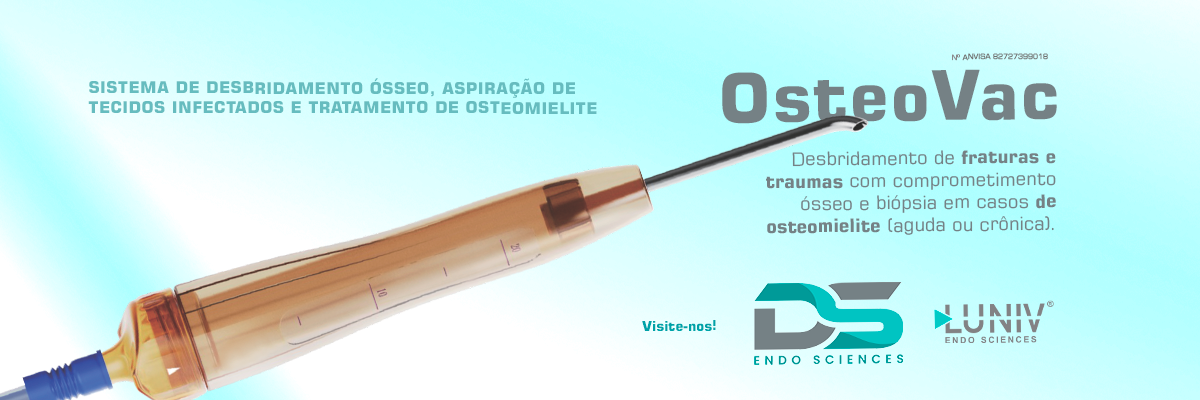 SISTEMA DE DESBRIDAMENTO ÓSSEO, ASPIRAÇÃO DE
TECIDOS INFECTADOS E TRATAMENTO DE OSTEOMIELITE
Nº ANVISA 82727399018
OsteoVac
Desbridamento de fraturas e
traumas com comprometimento
ósseo e biópsia em casos de
osteomielite (aguda ou crônica).
20
10
Visite-nos!
DS
ENDO SCIENCES
LUNIV®
ENDO SCIENCES